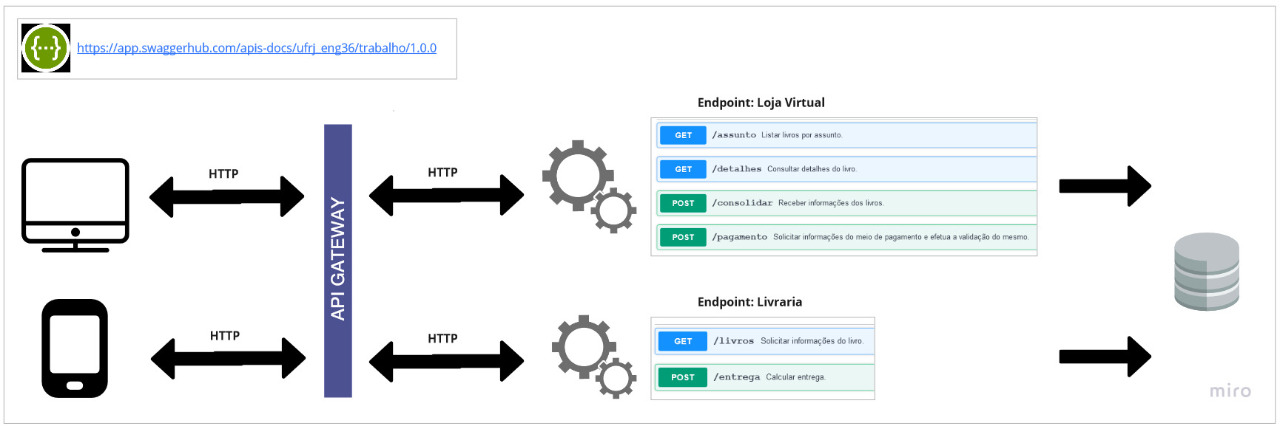 {···}
https://app.swaggerhub.com/apis-docs/ufrj_eng36/trabalho/1.0.0
Endpoint: Loja Virtual
GET /assunto Listar livros por assunto.
GET /detalhes Consultar detalhes do livro.
POST /consolidar Receber informações dos livros.
POST /pagamento Solicitar informações do meio de pagamento e efetua a validação do mesmo.
HTTP
HTTP
API GATEWAY
Endpoint: Livraria
GET /livros Solicitar informações do livro.
POST /entrega Calcular entrega.
HTTP
HTTP
miro